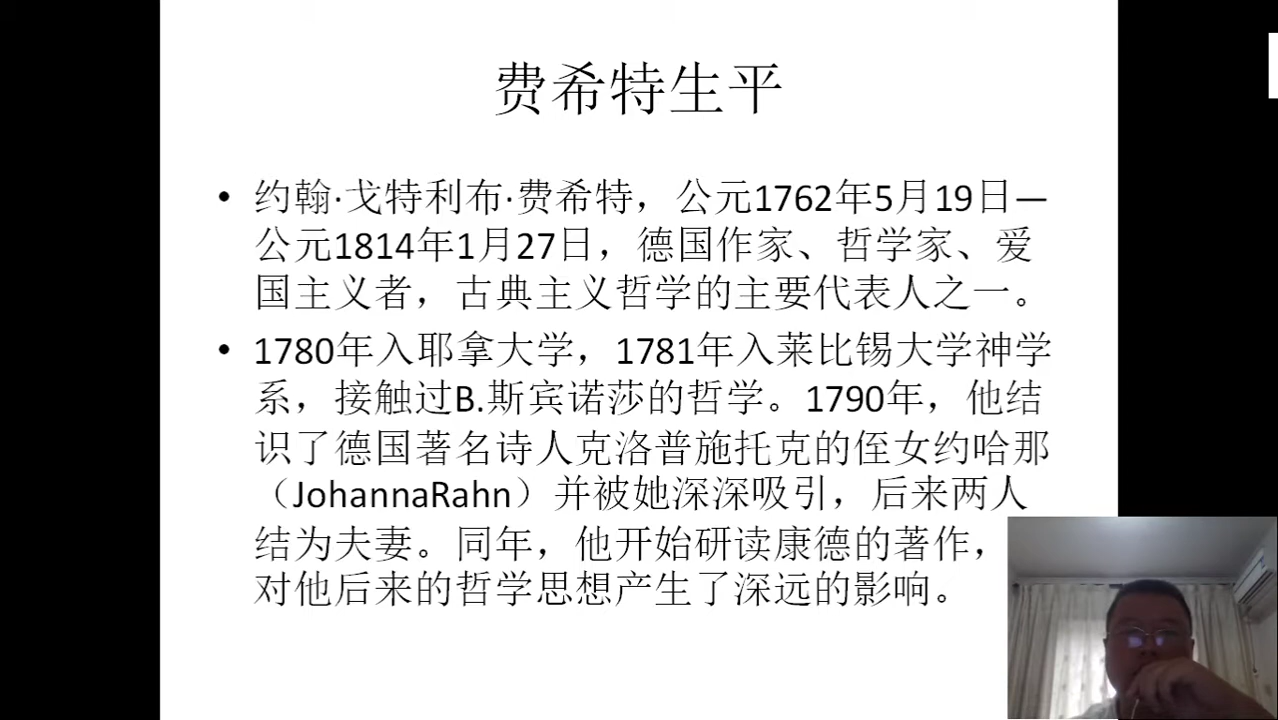 费希特生平
• 约翰·戈特利布·费希特，公元1762年5月19日—
公元1814年1月27日，德国作家、哲学家、爱
国主义者，古典主义哲学的主要代表人之一。
• 1780年入耶拿大学，1781年入莱比锡大学神学
系，接触过B.斯宾诺莎的哲学。1790年，他结
识了德国著名诗人克洛普施托克的侄女约哈那
（JohannaRahn）并被她深深吸引，后来两人
结为夫妻。同年，他开始研读康德的著作，
对他后来的哲学思想产生了深远的影响。